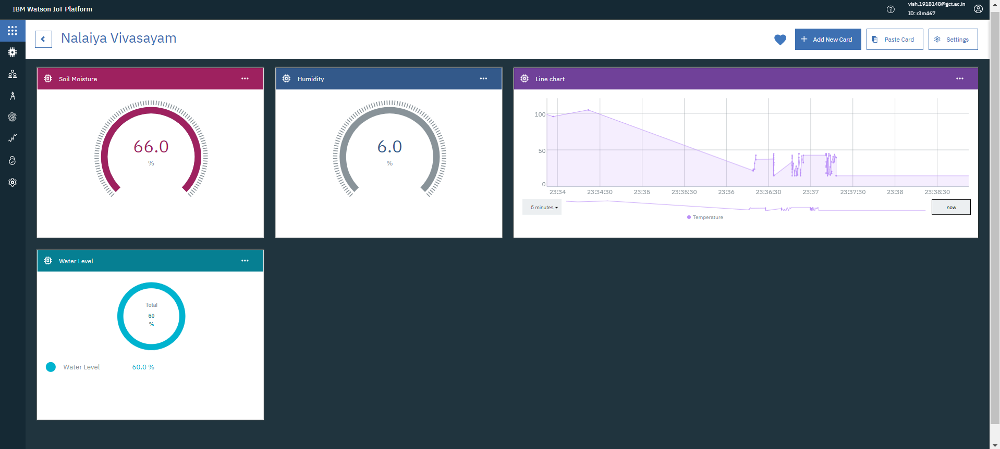 IBM Watson IoT Platform
vish.1918148@gct.ac.in
ID: r3m467
Nalaiya Vivasayam
Add New Card
Paste Card
Settings
Soil Moisture
66.0
%
Humidity
6.0
%
Line chart
100
50
0
23:34 23:34:30 23:35 23:35:30 23:36 23:36:30 23:37 23:37:30 23:38 23:38:30
5 minutes
now
Temperature
Water Level
Total
60
%
Water Level 60.0 %